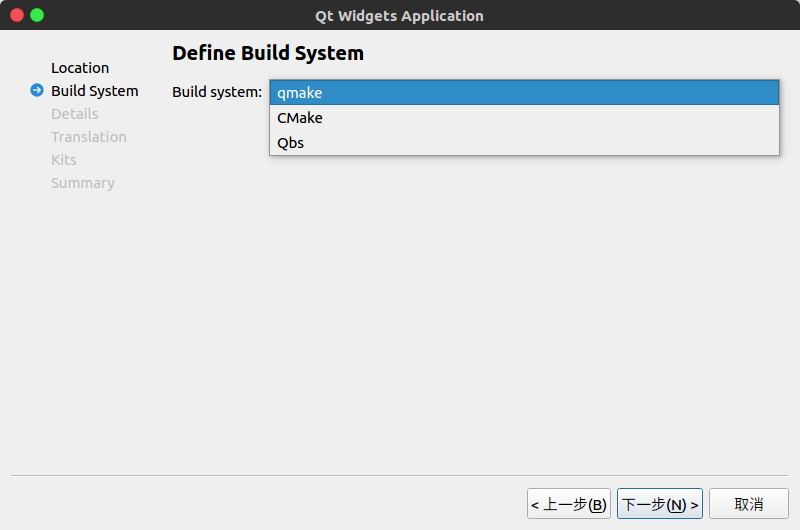 Qt Widgets Application
Location
Build System
Details
Translation
Kits
Summary
Define Build System
Build system:
qmake
CMake
Qbs
< 上一步(B)
下一步(N) >
取消